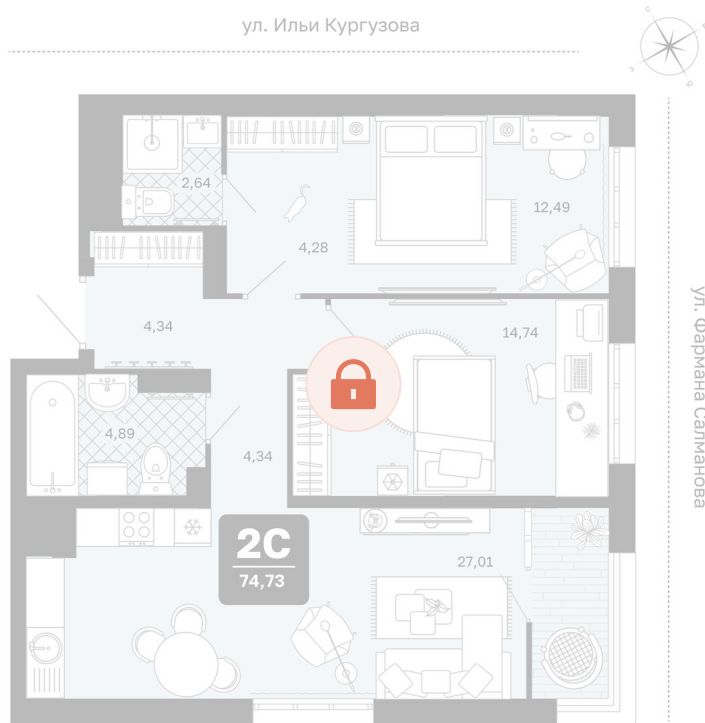 ул. Ильи Кургузова
с
в
з
ю
2,64
12,49
4,28
4,34
14,74
ул. Фармана Салманова
4,89
4,34
2С
74,73
27,01